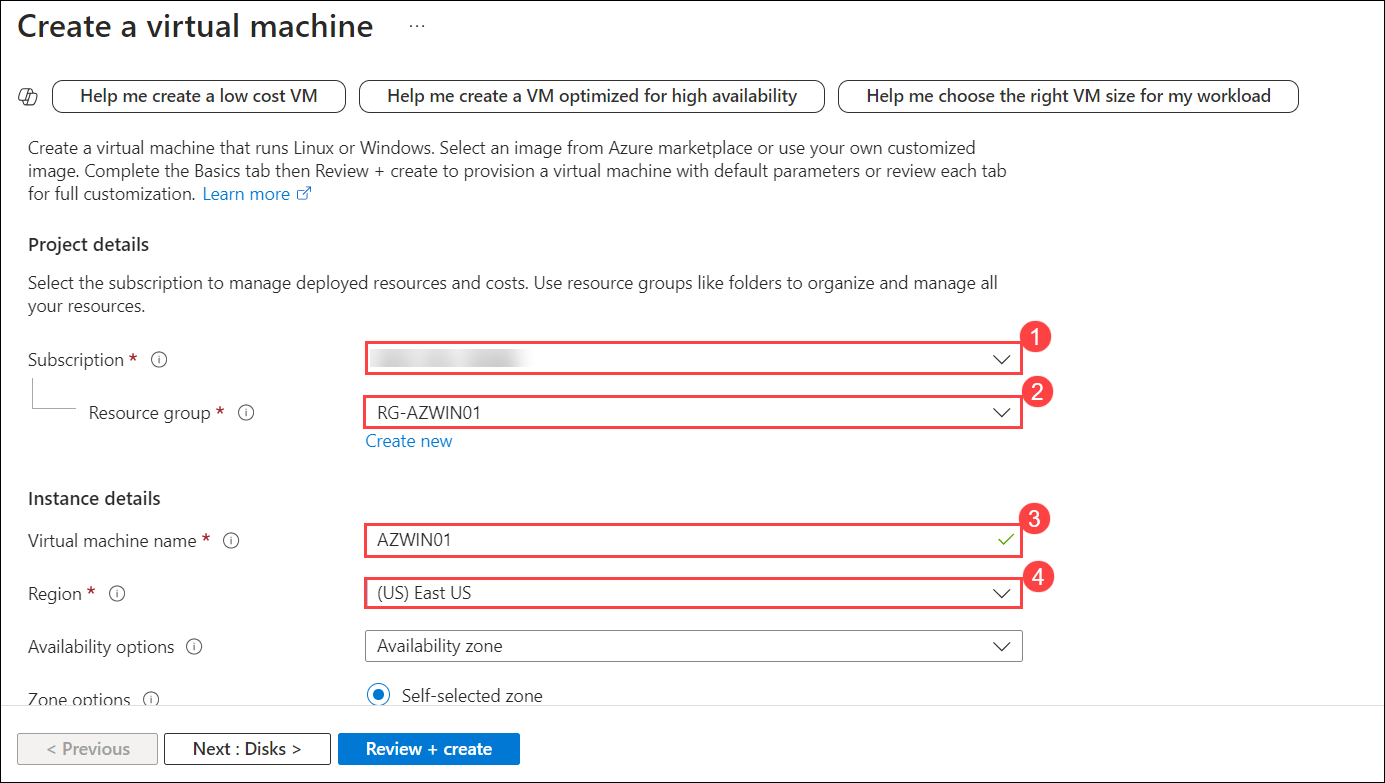 Create a virtual machine ...
Help me create a low cost VM
Help me create a VM optimized for high availability
Help me choose the right VM size for my workload
Create a virtual machine that runs Linux or Windows. Select an image from Azure marketplace or use your own customized
image. Complete the Basics tab then Review + create to provision a virtual machine with default parameters or review each tab
for full customization. Learn more
Project details
Select the subscription to manage deployed resources and costs. Use resource groups like folders to organize and manage all
your resources.
Subscription *
1
Resource group *
RG-AZWIN01
2
Create new
Instance details
Virtual machine name *
AZWIN01
3
Region *
(US) East US
4
Availability options
Availability zone
Zone options
Self-selected zone
< Previous
Next : Disks >
Review + create